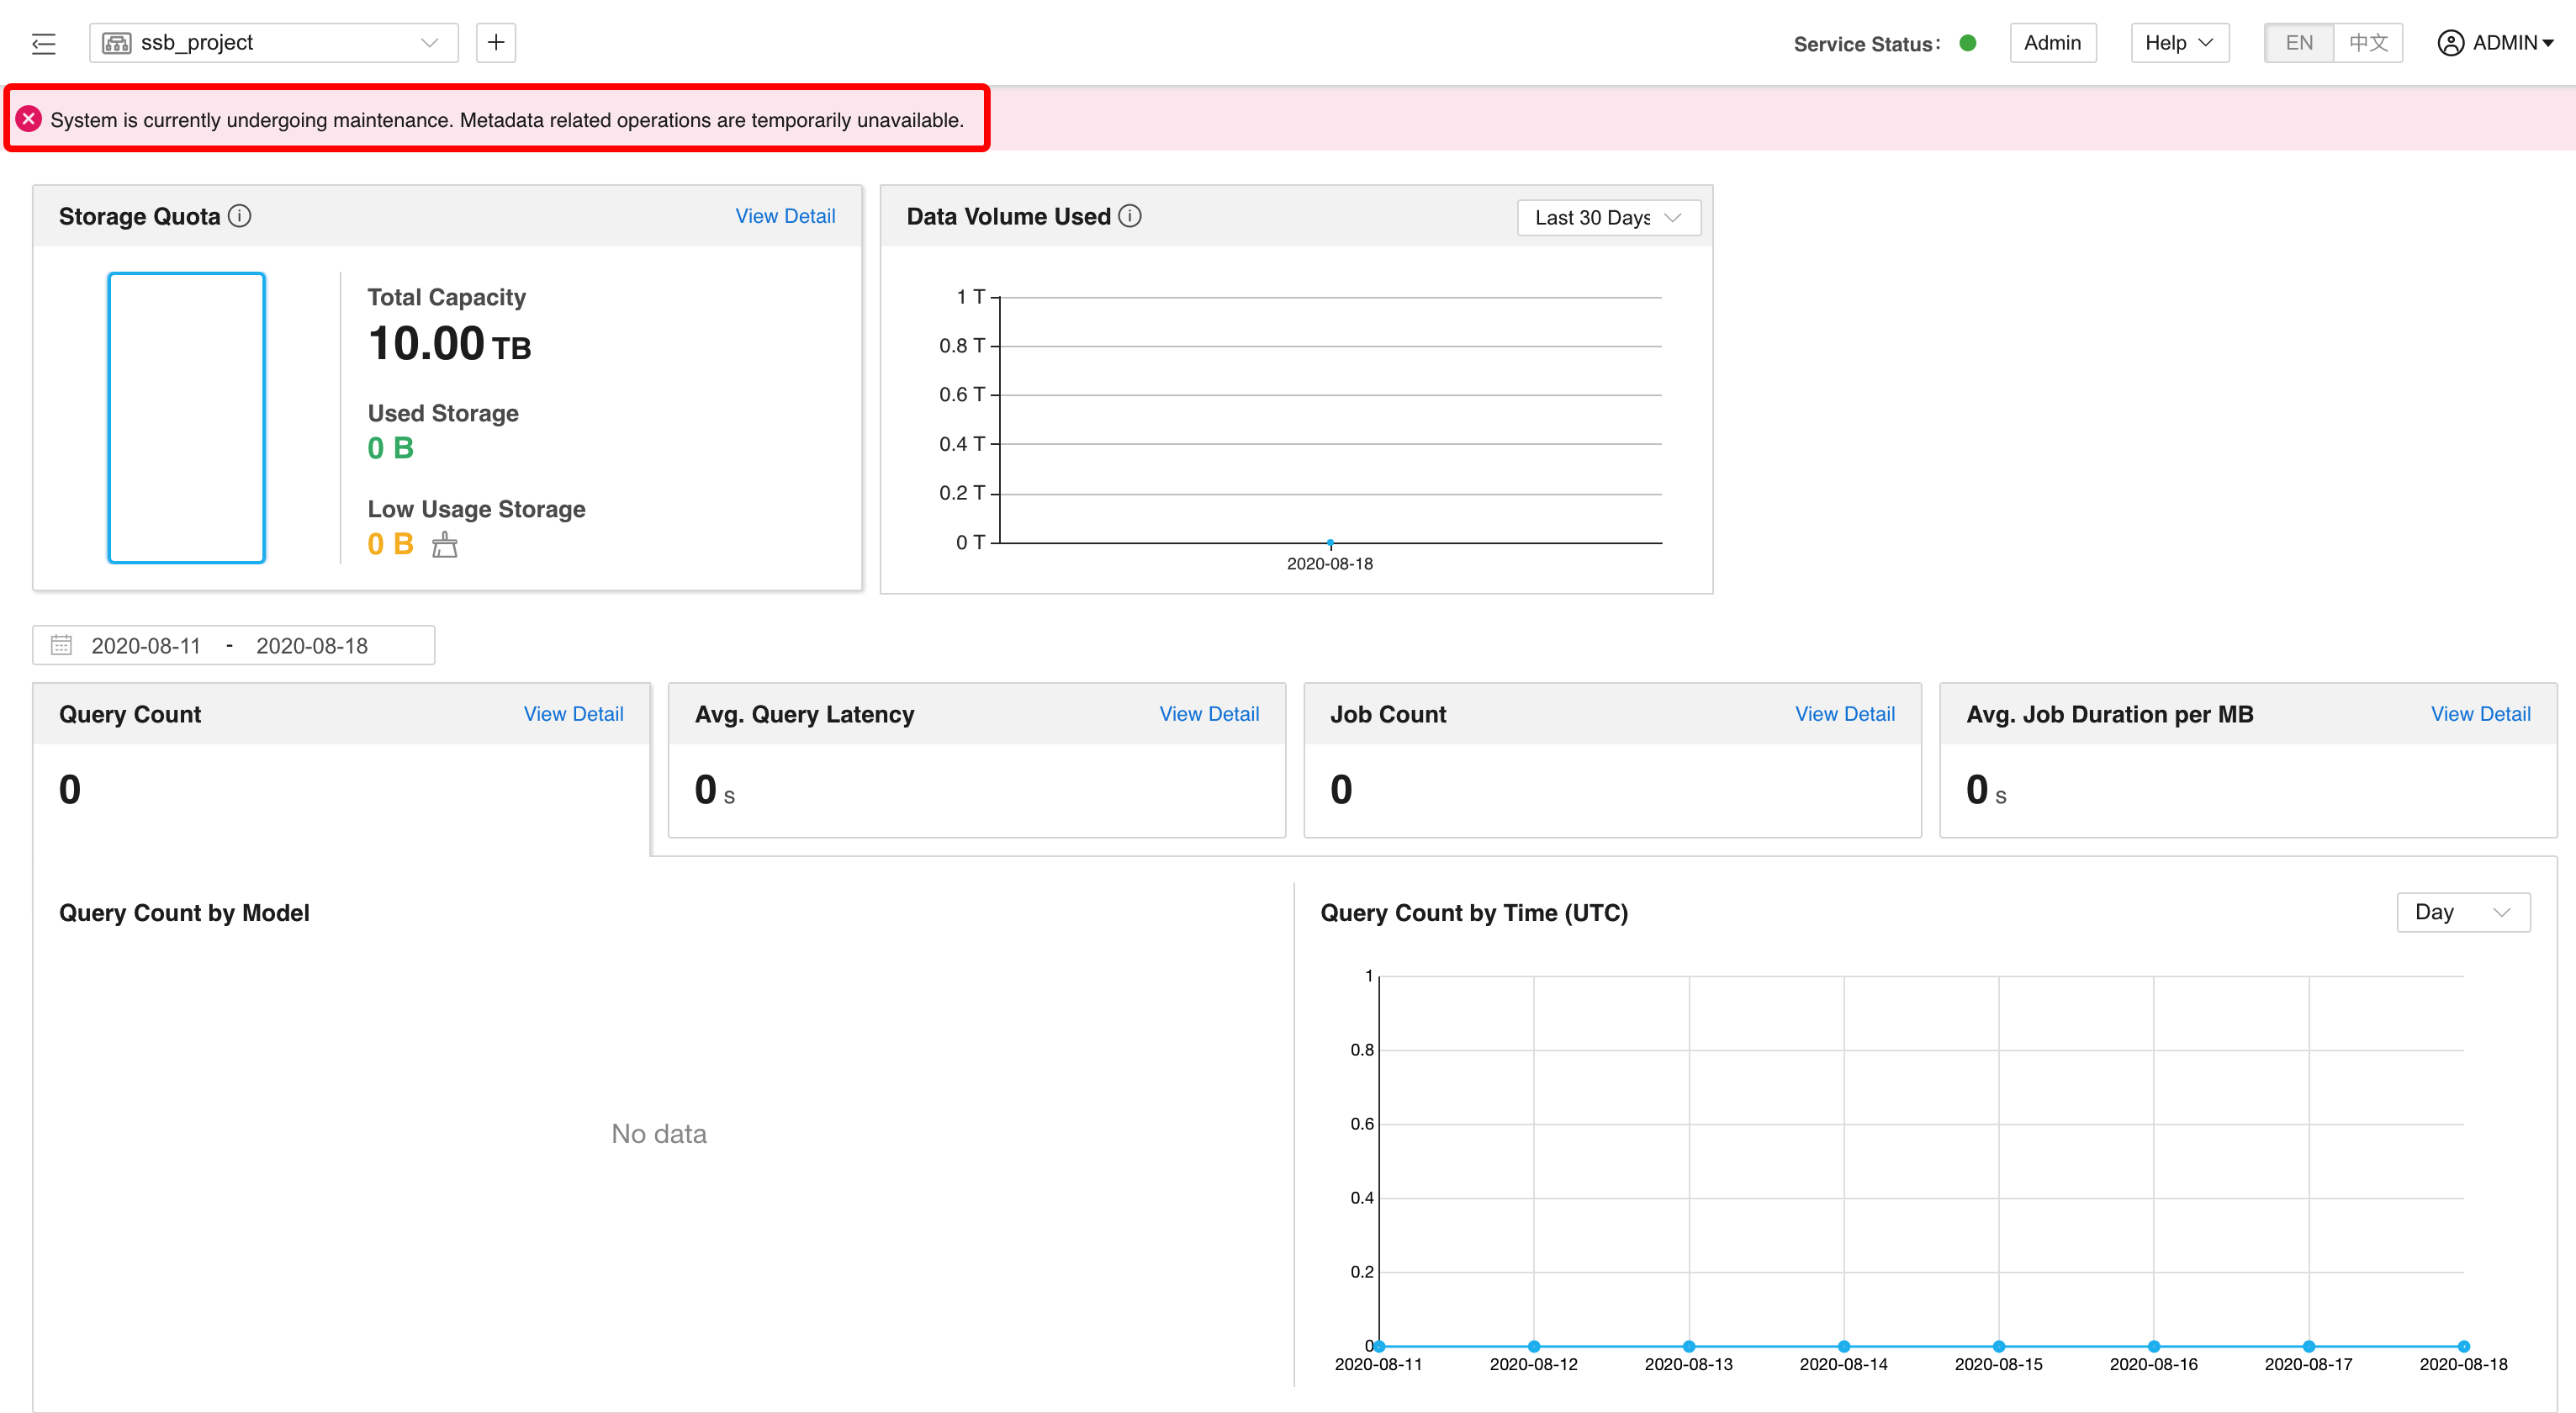 ssb_project
Service Status: Admin Help EN 中文 ADMIN
System is currently undergoing maintenance. Metadata related operations are temporarily unavailable.
Storage Quota View Detail
Total Capacity
10.00 TB
Used Storage
0 B
Low Usage Storage
0 B
Data Volume Used Last 30 Days
1 T
0.8 T
0.6 T
0.4 T
0.2 T
0 T
2020-08-18
2020-08-11 - 2020-08-18
Query Count View Detail
0
Avg. Query Latency View Detail
0 s
Job Count View Detail
0
Avg. Job Duration per MB View Detail
0 s
Query Count by Model
No data
Query Count by Time (UTC) Day
1
0.8
0.6
0.4
0.2
0
2020-08-11 2020-08-12 2020-08-13 2020-08-14 2020-08-15 2020-08-16 2020-08-17 2020-08-18